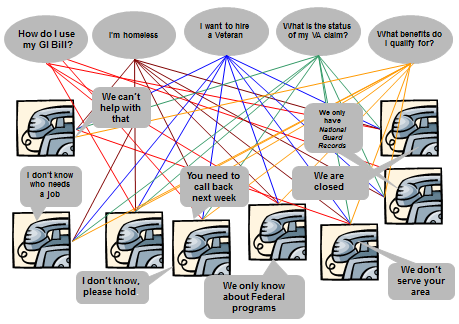 How do I use
my GI Bill?
I'm homeless
I want to hire
a Veteran
What is the status
of my VA claim?
What benefits do
I qualify for?
We can't
help with
that
We only
have
National
Guard
Records
I don't know
who needs
a job
You need to
call back
next week
We are
closed
I don't know,
please hold
We only know
about Federal
programs
We don't
serve your
area